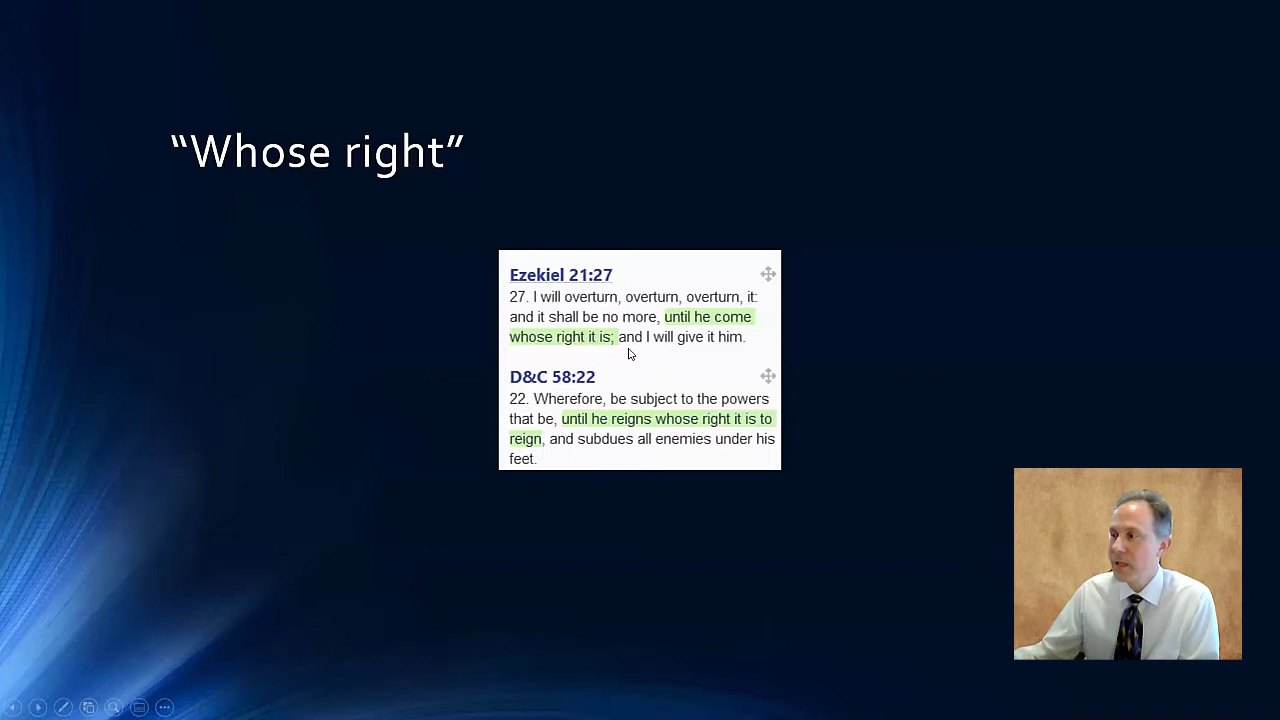 “Whose right”
Ezekiel 21:27
27. I will overturn, overturn, overturn, it:
and it shall be no more, until he come
whose right it is; and I will give it him.
D&C 58:22
22. Wherefore, be subject to the powers
that be, until he reigns whose right it is to
reign, and subdues all enemies under his
feet.